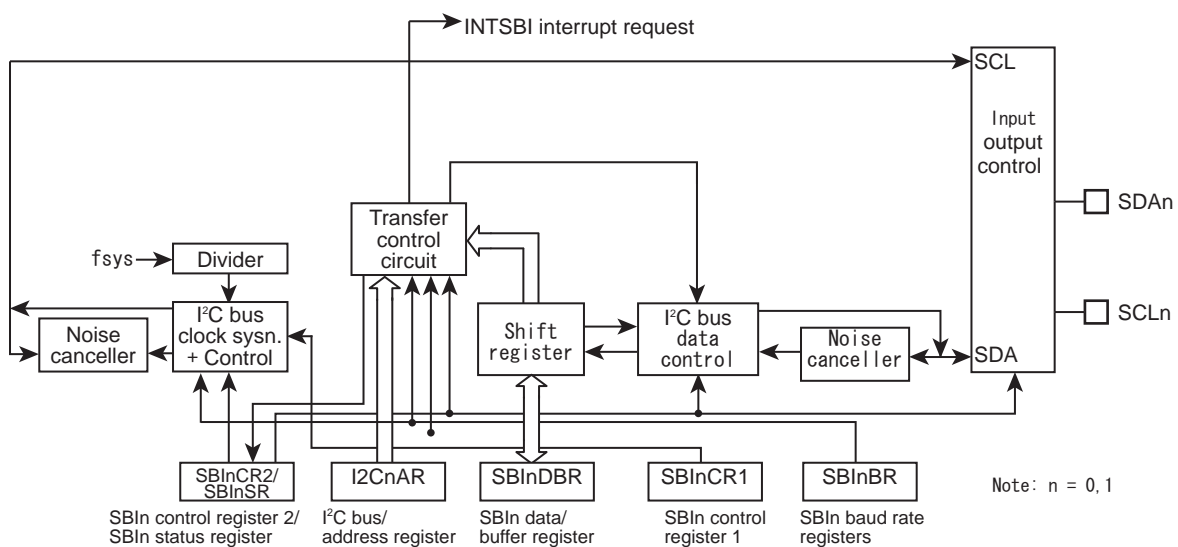 INTSBI interrupt request
SCL
Input
output
control
SDAn
Transfer
control
circuit
fsys
Divider
SCLn
I²C bus
clock sysn.
+ Control
Noise
canceller
Shift
register
I²C bus
data
control
Noise
canceller
SDA
SBInCR2/
SBInSR
I2CnAR
SBInDBR
SBInCR1
SBInBR
Note: n = 0,1
SBIn control register 2/
SBIn status register
I²C bus/
address register
SBIn data/
buffer register
SBIn control
register 1
SBIn baud rate
registers